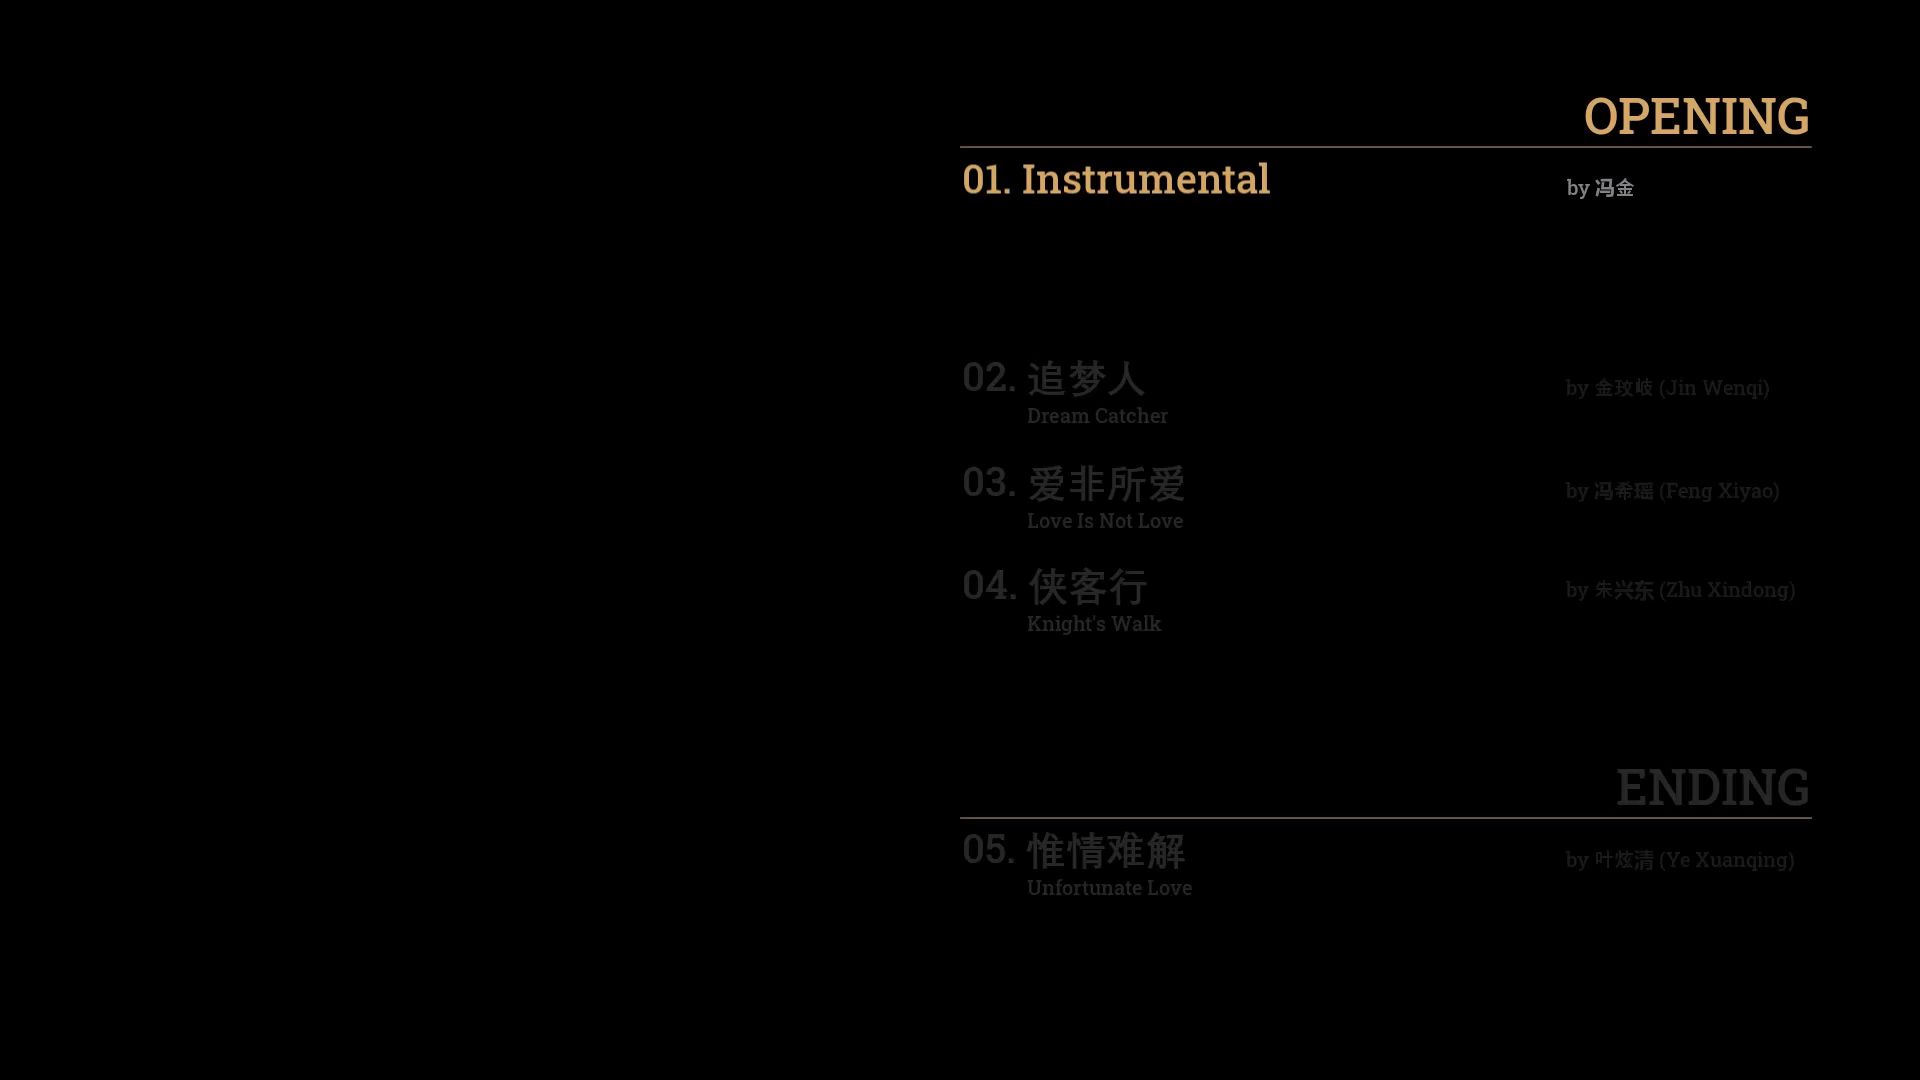 OPENING
01. Instrumental by 冯金
02. 追梦人 by 金玟岐 (Jin Wenqi)
Dream Catcher
03. 爱非所爱 by 冯希瑶 (Feng Xiyao)
Love Is Not Love
04. 侠客行 by 朱兴东 (Zhu Xindong)
Knight's Walk
ENDING
05. 惟情难解 by 叶炫清 (Ye Xuanqing)
Unfortunate Love